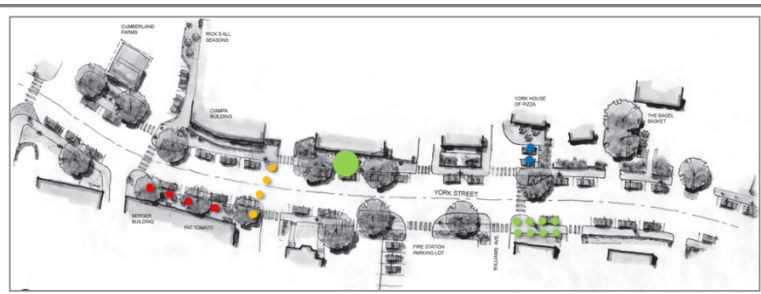 CUMBERLAND
FARMS
RICK'S ALL
SEASONS
CIAMPA
BUILDING
YORK HOUSE
OF PIZZA
THE BAGEL
BASKET
YORK STREET
BERGER
BUILDING
FAT TOMATO
FIRE STATION
PARKING LOT
WILLIAMS AVE